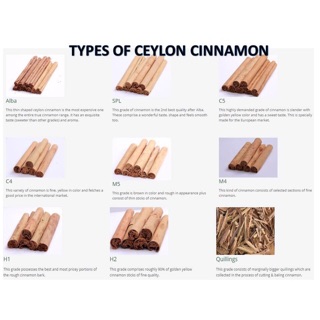 TYPES OF CEYLON CINNAMON
Alba
This thin shaped ceylon cinnamon is the most expensive one
among the entire true cinnamon range. It has an exquisite
taste (sweeter than other grades) and aroma.
SPL
This grade of cinnamon is the 2nd best quality after Alba.
These comprise a wonderful taste, shape and feels smooth
too.
C5
This highly demanded grade of cinnamon is slender with
golden yellow color and has a sweet taste. This is specially
made for the European market.
C4
This variety of cinnamon is fine, yellow in color and fetches a
good price in the international market.
M5
This grade is known in color and rough in appearance plus
consist of thin sticks of cinnamon.
M4
This kind of cinnamon consists of selected sections of fine
cinnamon.
H1
This grade possesses the best and most pricey portions of
the rough cinnamon bark.
H2
This grade comprises roughly 60% of golden yellow
cinnamon sticks of fine quality.
Quillings
This grade consists of marginally bigger quillings which are
collected in the process of cutting & baling cinnamon.